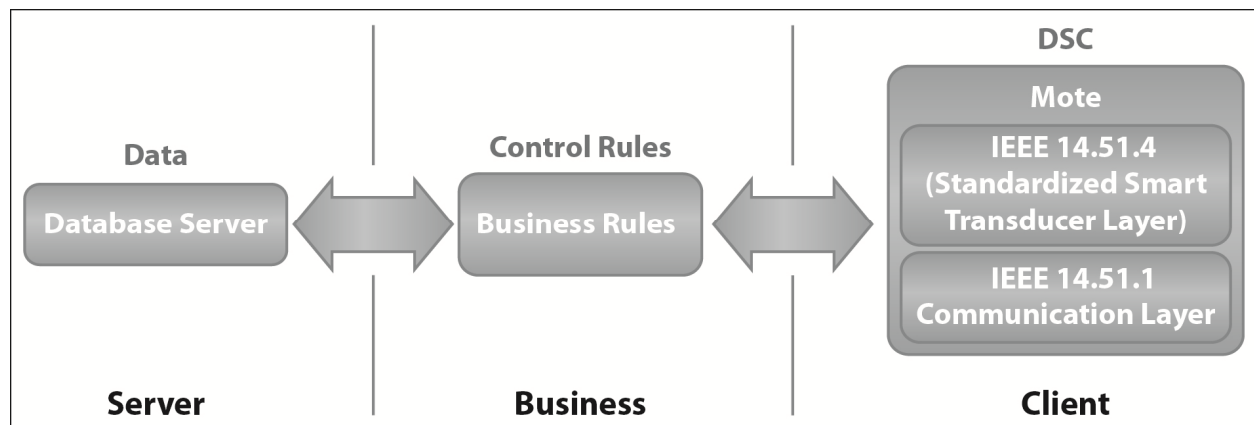 Data
Database Server
Server
Control Rules
Business Rules
Business
DSC
Mote
IEEE 14.51.4
(Standardized Smart
Transducer Layer)
IEEE 14.51.1
Communication Layer
Client